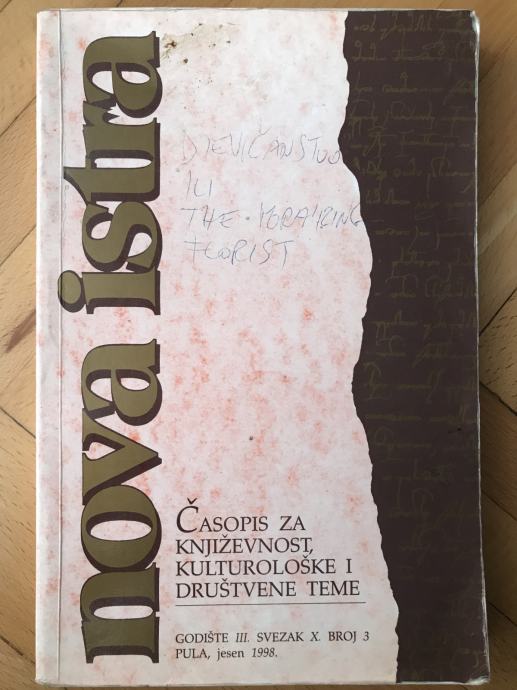 nova istra
DJEVIČANSTVO
ILI
THE
FLORIST
ČASOPIS ZA
KNJIŽEVNOST,
KULTUROLOŠKE I
DRUŠTVENE TEME
GODIŠTE III. SVEZAK X. BROJ 3
PULA, jesen 1998.